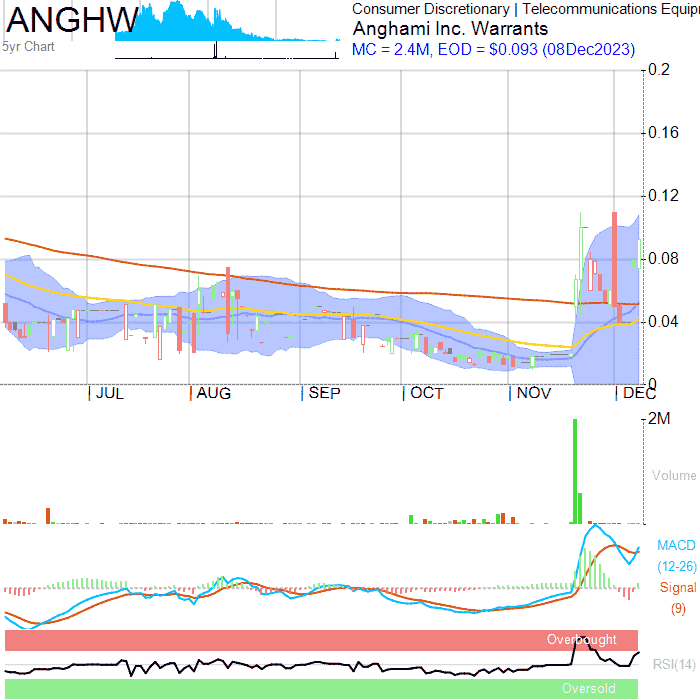 ANGHW
5yr Chart
Consumer Discretionary | Telecommunications Equip
Anghami Inc. Warrants
MC = 2.4M, EOD = $0.093 (08Dec2023)
0.2
0.16
0.12
0.08
0.04
0
| JUL | AUG | SEP | OCT | NOV | DEC
2M
Volume
MACD
(12-26)
Signal
(9)
Overbought
RSI(14)
Oversold